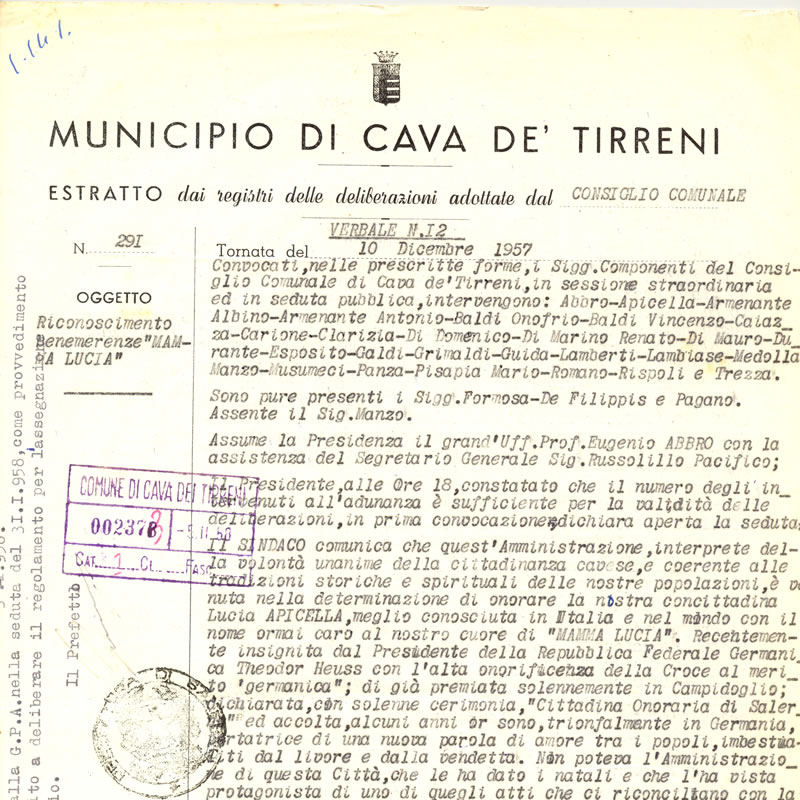 1.141.
MUNICIPIO DI CAVA DE' TIRRENI
ESTRATTO dai registri delle deliberazioni adottate dal CONSIGLIO COMUNALE
VERBALE N.I2
N. 29I
Tornata del 10 Dicembre 1957
OGGETTO
Riconoscimento
benemerenze"MAM-
MA LUCIA"
Convocati,nelle prescritte forme,i Sigg.Componenti del Consi-
glio Comunale di Cava de'Tirreni,in sessione straordinaria
ed in seduta pubblica,intervengono: Abbro-Apicella-Armenante
Albino-Armenante Antonio-Baldi Onofrio-Baldi Vincenzo-Caiaz_
za-Carione-Clarizia-Di Domenico-Di Marino Renato-Di Mauro-Du_
rante-Esposito-Galdi-Grimaldi-Guida-Lamberti-Lambiase-Medolla
Manzo-Musumeci-Panza-Pisapia Mario-Romano-Rispoli e Trezza.
Sono pure presenti i Sigg.Formosa-De Filippis e Pagano.
Assente il Sig.Manzo.
Assume la Presidenza il grand'Uff.Prof.Eugenio ABBRO con la
assistenza del Segretario Generale Sig.Russolillo Pacifico;
Il Presidente,alle Ore 18,constatato che il numero degli in_
tervenuti all'adunanza è sufficiente per la validità delle
deliberazioni,in prima convocazione,dichiara aperta la seduta
Il SINDACO comunica che quest'Amministrazione,interprete del-
la volontà unanime della cittadinanza cavese,e coerente alle
tradizioni storiche e spirituali delle nostre popolazioni,è ve
nuta nella determinazione di onorare la nostra concittadina
Lucia APICELLA,meglio conosciuta in Italia e nel mondo con il
nome ormai caro al nostro cuore di "MAMMA LUCIA". Recentemen-
te insignita dal Presidente della Repubblica Federale Germani_
ca Theodor Heuss con l'alta onorificenza della Croce al meri_
to 'germanica"; di già premiata solennemente in Campidoglio;
dichiarata,con solenne cerimonia,"Cittadina Onoraria di Saler_
" ed accolta,alcuni anni or sono,trionfalmente in Germania,
portatrice di una nuova parola di amore tra i popoli,imbestia-
liti dal livore e dalla vendetta. Non poteva l'Amministrazio_
ne di questa Città,che le ha dato i natali e che l'ha vista
protagonista di uno di quegli atti che ci riconciliano con la
COMUNE DI CAVA DEI TIRRENI
002373 -5.II.58
CAT. 1 CL. FASC.
Il Prefetto
lla G.P.A.nella seduta del 31.I.958,come provvedimento
ito a deliberare il regolamento per l'assegnazione
io.